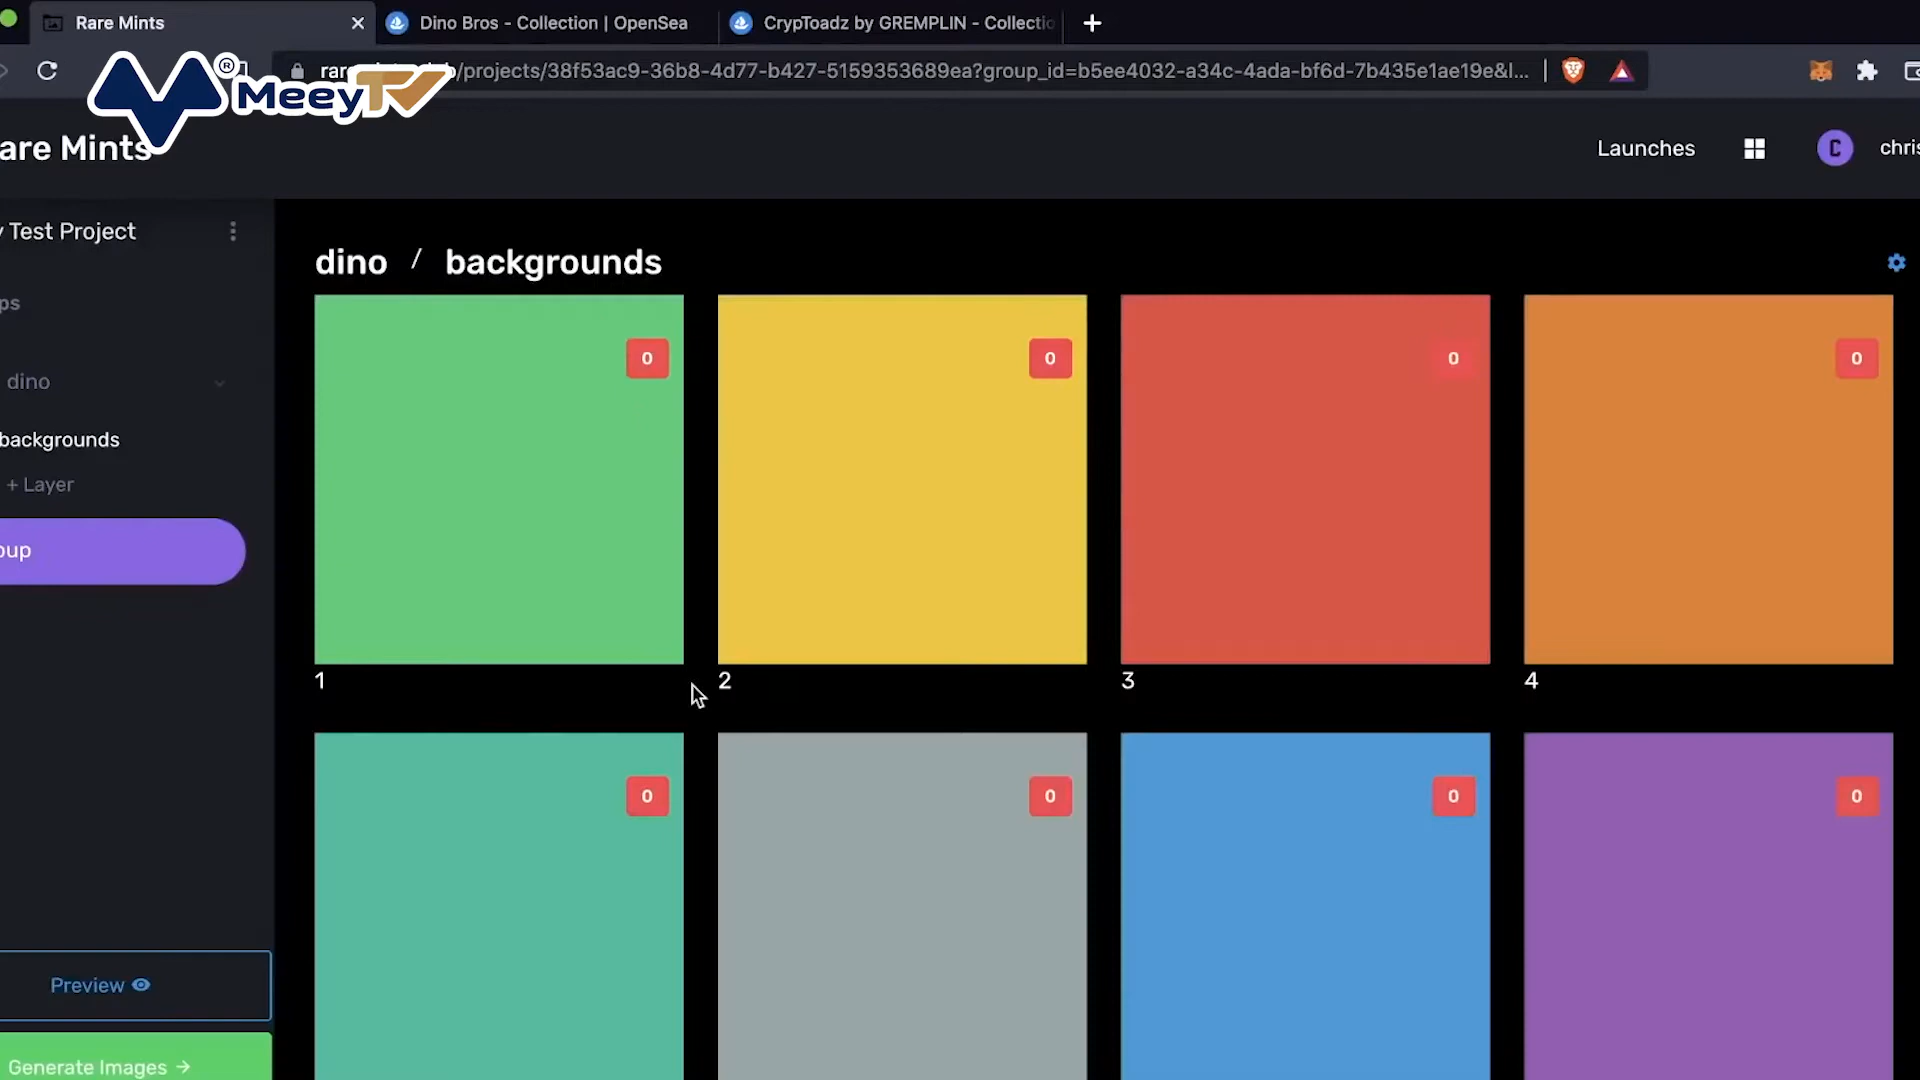 Rare Mints
Dino Bros - Collection | OpenSea
CrypToadz by GREMPLIN - Collectio
/projects/38f53ac9-36b8-4d77-b427-5159353689ea?group_id=b5ee4032-a34c-4ada-bf6d-7b435e1ae19e&l...
MeeyTV
®
are Mints
Launches
C
chris
Test Project
ps
dino
backgrounds
+ Layer
oup
Preview
Generate Images →
dino / backgrounds
0
0
0
0
1
2
3
4
0
0
0
0